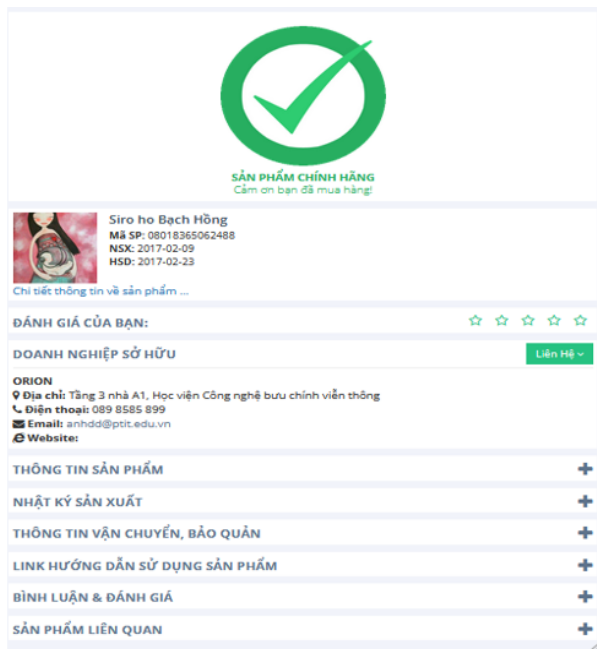 SẢN PHẨM CHÍNH HÃNG
Cảm ơn bạn đã mua hàng!
Siro ho Bạch Hồng
Mã SP: 08018365062488
NSX: 2017-02-09
HSD: 2017-02-23
Chi tiết thông tin về sản phẩm ...
ĐÁNH GIÁ CỦA BẠN:
DOANH NGHIỆP SỞ HỮU
Liên Hệ
ORION
Địa chỉ: Tầng 3 nhà A1, Học viện Công nghệ bưu chính viễn thông
Điện thoại: 089 8585 899
Email: anhdd@ptit.edu.vn
Website:
THÔNG TIN SẢN PHẨM
NHẬT KÝ SẢN XUẤT
THÔNG TIN VẬN CHUYỂN, BẢO QUẢN
LINK HƯỚNG DẪN SỬ DỤNG SẢN PHẨM
BÌNH LUẬN & ĐÁNH GIÁ
SẢN PHẨM LIÊN QUAN